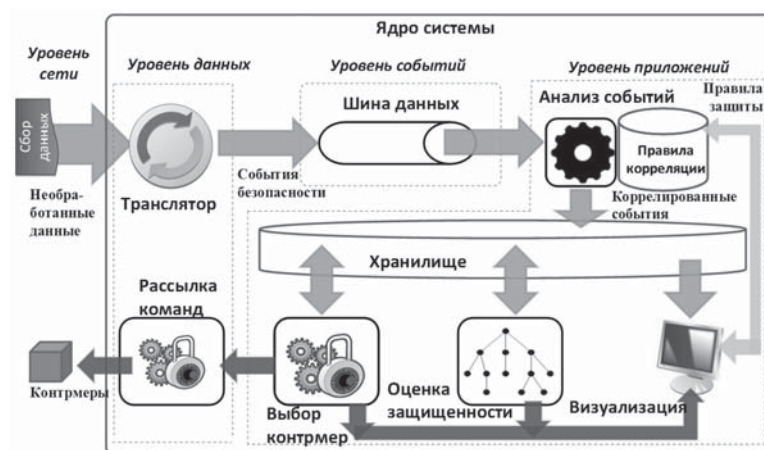 Ядро системы
Уровень
сети
Уровень данных
Уровень событий
Уровень приложений
Сбор
данных
Шина данных
Анализ событий
Правила
защиты
Правила
корреляции
Необра-
ботанные
данные
Транслятор
События
безопасности
Коррелированные
события
Хранилище
Рассылка
команд
Контрмеры
Выбор
контрмер
Оценка
защищенности
Визуализация